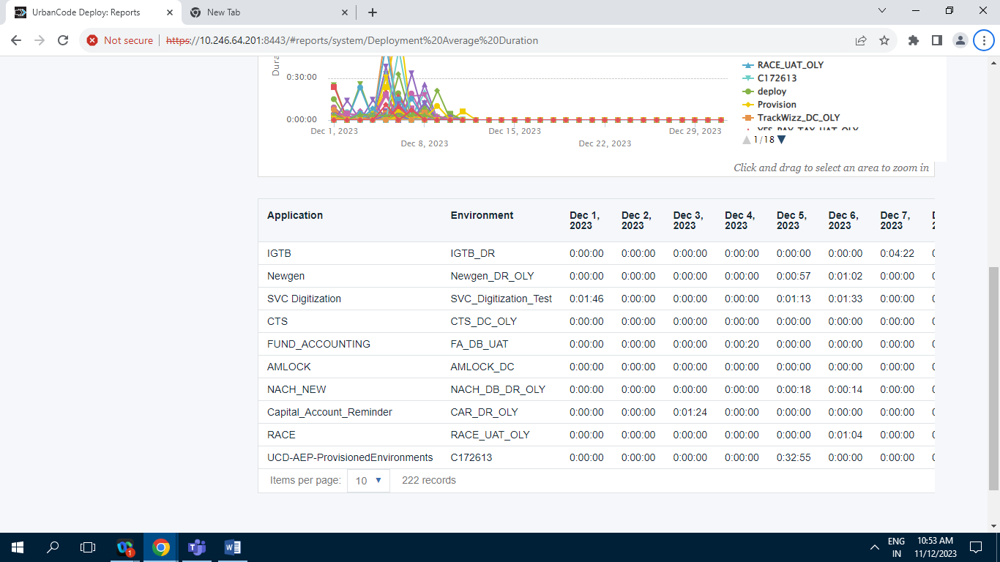 UrbanCode Deploy: Reports
New Tab
Not secure https://10.246.64.201:8443/#reports/system/Deployment%20Average%20Duration
Dura
0:30:00
0:00:00
Dec 1, 2023
Dec 8, 2023
Dec 15, 2023
Dec 22, 2023
Dec 29, 2023
RACE_UAT_OLY
C172613
deploy
Provision
TrackWizz_DC_OLY
YES_PAY_TAX_UAT_OLY
1/18
Click and drag to select an area to zoom in
Application Environment Dec 1, 2023 Dec 2, 2023 Dec 3, 2023 Dec 4, 2023 Dec 5, 2023 Dec 6, 2023 Dec 7, 2023
IGTB IGTB_DR 0:00:00 0:00:00 0:00:00 0:00:00 0:00:00 0:00:00 0:04:22
Newgen Newgen_DR_OLY 0:00:00 0:00:00 0:00:00 0:00:00 0:00:57 0:01:02 0:00:00
SVC Digitization SVC_Digitization_Test 0:01:46 0:00:00 0:00:00 0:00:00 0:01:13 0:01:33 0:00:00
CTS CTS_DC_OLY 0:00:00 0:00:00 0:00:00 0:00:00 0:00:00 0:00:00 0:00:00
FUND_ACCOUNTING FA_DB_UAT 0:00:00 0:00:00 0:00:00 0:00:20 0:00:00 0:00:00 0:00:00
AMLOCK AMLOCK_DC 0:00:00 0:00:00 0:00:00 0:00:00 0:00:00 0:00:00 0:00:00
NACH_NEW NACH_DB_DR_OLY 0:00:00 0:00:00 0:00:00 0:00:00 0:00:18 0:00:14 0:00:00
Capital_Account_Reminder CAR_DR_OLY 0:00:00 0:00:00 0:01:24 0:00:00 0:00:00 0:00:00 0:00:00
RACE RACE_UAT_OLY 0:00:00 0:00:00 0:00:00 0:00:00 0:00:00 0:01:04 0:00:00
UCD-AEP-ProvisionedEnvironments C172613 0:00:00 0:00:00 0:00:00 0:00:00 0:32:55 0:00:00 0:00:00
Items per page: 10 222 records
1
ENG
IN
10:53 AM
11/12/2023